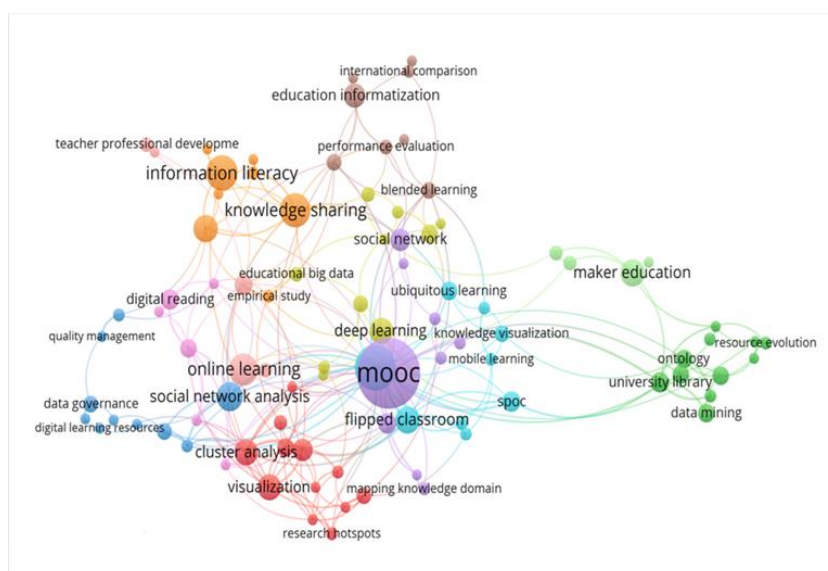 international comparison
education informatization
teacher professional developme
performance evaluation
information literacy
blended learning
knowledge sharing
social network
educational big data
ubiquitous learning
maker education
digital reading
empirical study
quality management
deep learning
knowledge visualization
resource evolution
online learning
mooc
mobile learning
ontology
university library
social network analysis
data governance
spoc
data mining
digital learning resources
flipped classroom
cluster analysis
visualization
mapping knowledge domain
research hotspots